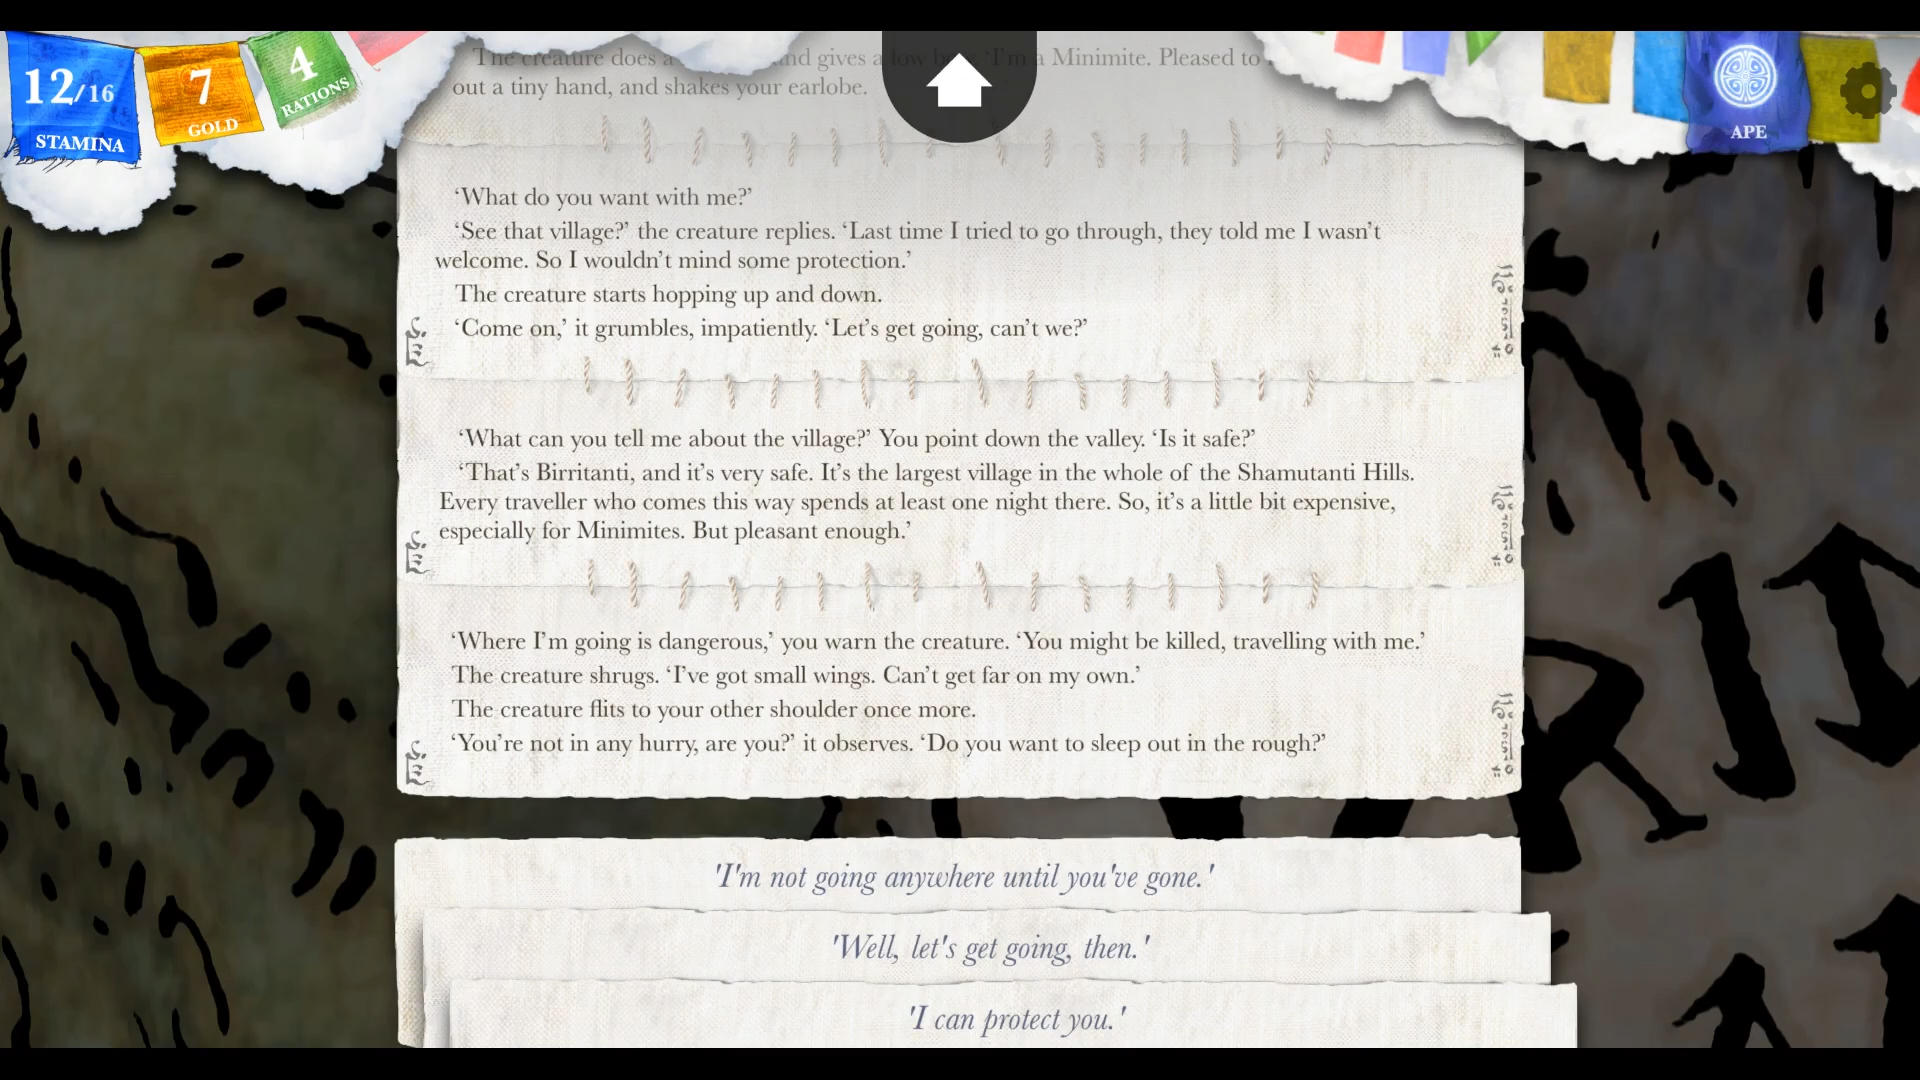 12/16
STAMINA
7
GOLD
4
RATIONS
APE
The creature does a nd gives a low I'm a Minimite. Pleased to
out a tiny hand, and shakes your earlobe.
‘What do you want with me?’
‘See that village?’ the creature replies. ‘Last time I tried to go through, they told me I wasn’t
welcome. So I wouldn’t mind some protection.’
The creature starts hopping up and down.
‘Come on,’ it grumbles, impatiently. ‘Let’s get going, can’t we?’
‘What can you tell me about the village?’ You point down the valley. ‘Is it safe?’
‘That’s Birritanti, and it’s very safe. It’s the largest village in the whole of the Shamutanti Hills.
Every traveller who comes this way spends at least one night there. So, it’s a little bit expensive,
especially for Minimites. But pleasant enough.’
‘Where I’m going is dangerous,’ you warn the creature. ‘You might be killed, travelling with me.’
The creature shrugs. ‘I’ve got small wings. Can’t get far on my own.’
The creature flits to your other shoulder once more.
‘You’re not in any hurry, are you?’ it observes. ‘Do you want to sleep out in the rough?’
'I'm not going anywhere until you've gone.'
'Well, let's get going, then.'
'I can protect you.'